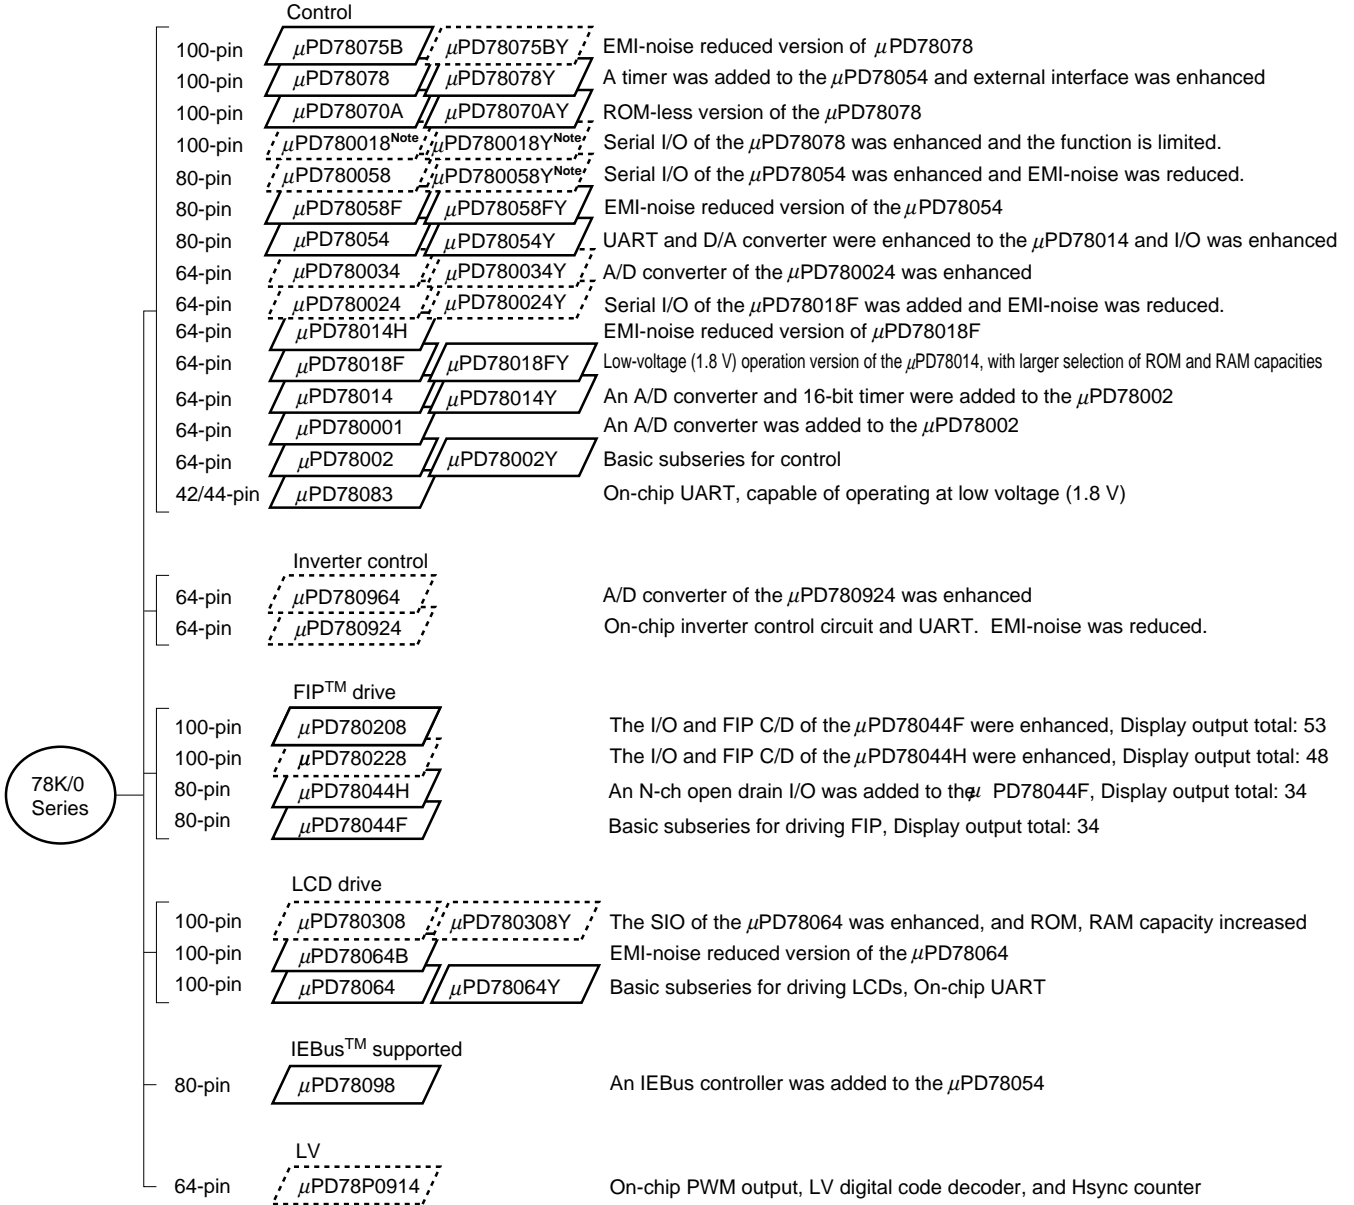 Control
100-pin μPD78075B μPD78075BY EMI-noise reduced version of μPD78078
100-pin μPD78078 μPD78078Y A timer was added to the μPD78054 and external interface was enhanced
100-pin μPD78070A μPD78070AY ROM-less version of the μPD78078
100-pin μPD780018Note μPD780018YNote Serial I/O of the μPD78078 was enhanced and the function is limited.
80-pin μPD780058 μPD780058YNote Serial I/O of the μPD78054 was enhanced and EMI-noise was reduced.
80-pin μPD78058F μPD78058FY EMI-noise reduced version of the μPD78054
80-pin μPD78054 μPD78054Y UART and D/A converter were enhanced to the μPD78014 and I/O was enhanced
64-pin μPD780034 μPD780034Y A/D converter of the μPD780024 was enhanced
64-pin μPD780024 μPD780024Y Serial I/O of the μPD78018F was added and EMI-noise was reduced.
64-pin μPD78014H EMI-noise reduced version of μPD78018F
64-pin μPD78018F μPD78018FY Low-voltage (1.8 V) operation version of the μPD78014, with larger selection of ROM and RAM capacities
64-pin μPD78014 μPD78014Y An A/D converter and 16-bit timer were added to the μPD78002
64-pin μPD780001 An A/D converter was added to the μPD78002
64-pin μPD78002 μPD78002Y Basic subseries for control
42/44-pin μPD78083 On-chip UART, capable of operating at low voltage (1.8 V)
Inverter control
64-pin μPD780964 A/D converter of the μPD780924 was enhanced
64-pin μPD780924 On-chip inverter control circuit and UART. EMI-noise was reduced.
FIP™ drive
100-pin μPD780208 The I/O and FIP C/D of the μPD78044F were enhanced, Display output total: 53
100-pin μPD780228 The I/O and FIP C/D of the μPD78044H were enhanced, Display output total: 48
78K/0 Series
80-pin μPD78044H An N-ch open drain I/O was added to the μPD78044F, Display output total: 34
80-pin μPD78044F Basic subseries for driving FIP, Display output total: 34
LCD drive
100-pin μPD780308 μPD780308Y The SIO of the μPD78064 was enhanced, and ROM, RAM capacity increased
100-pin μPD78064B EMI-noise reduced version of the μPD78064
100-pin μPD78064 μPD78064Y Basic subseries for driving LCDs, On-chip UART
IEBus™ supported
80-pin μPD78098 An IEBus controller was added to the μPD78054
LV
64-pin μPD78P0914 On-chip PWM output, LV digital code decoder, and Hsync counter